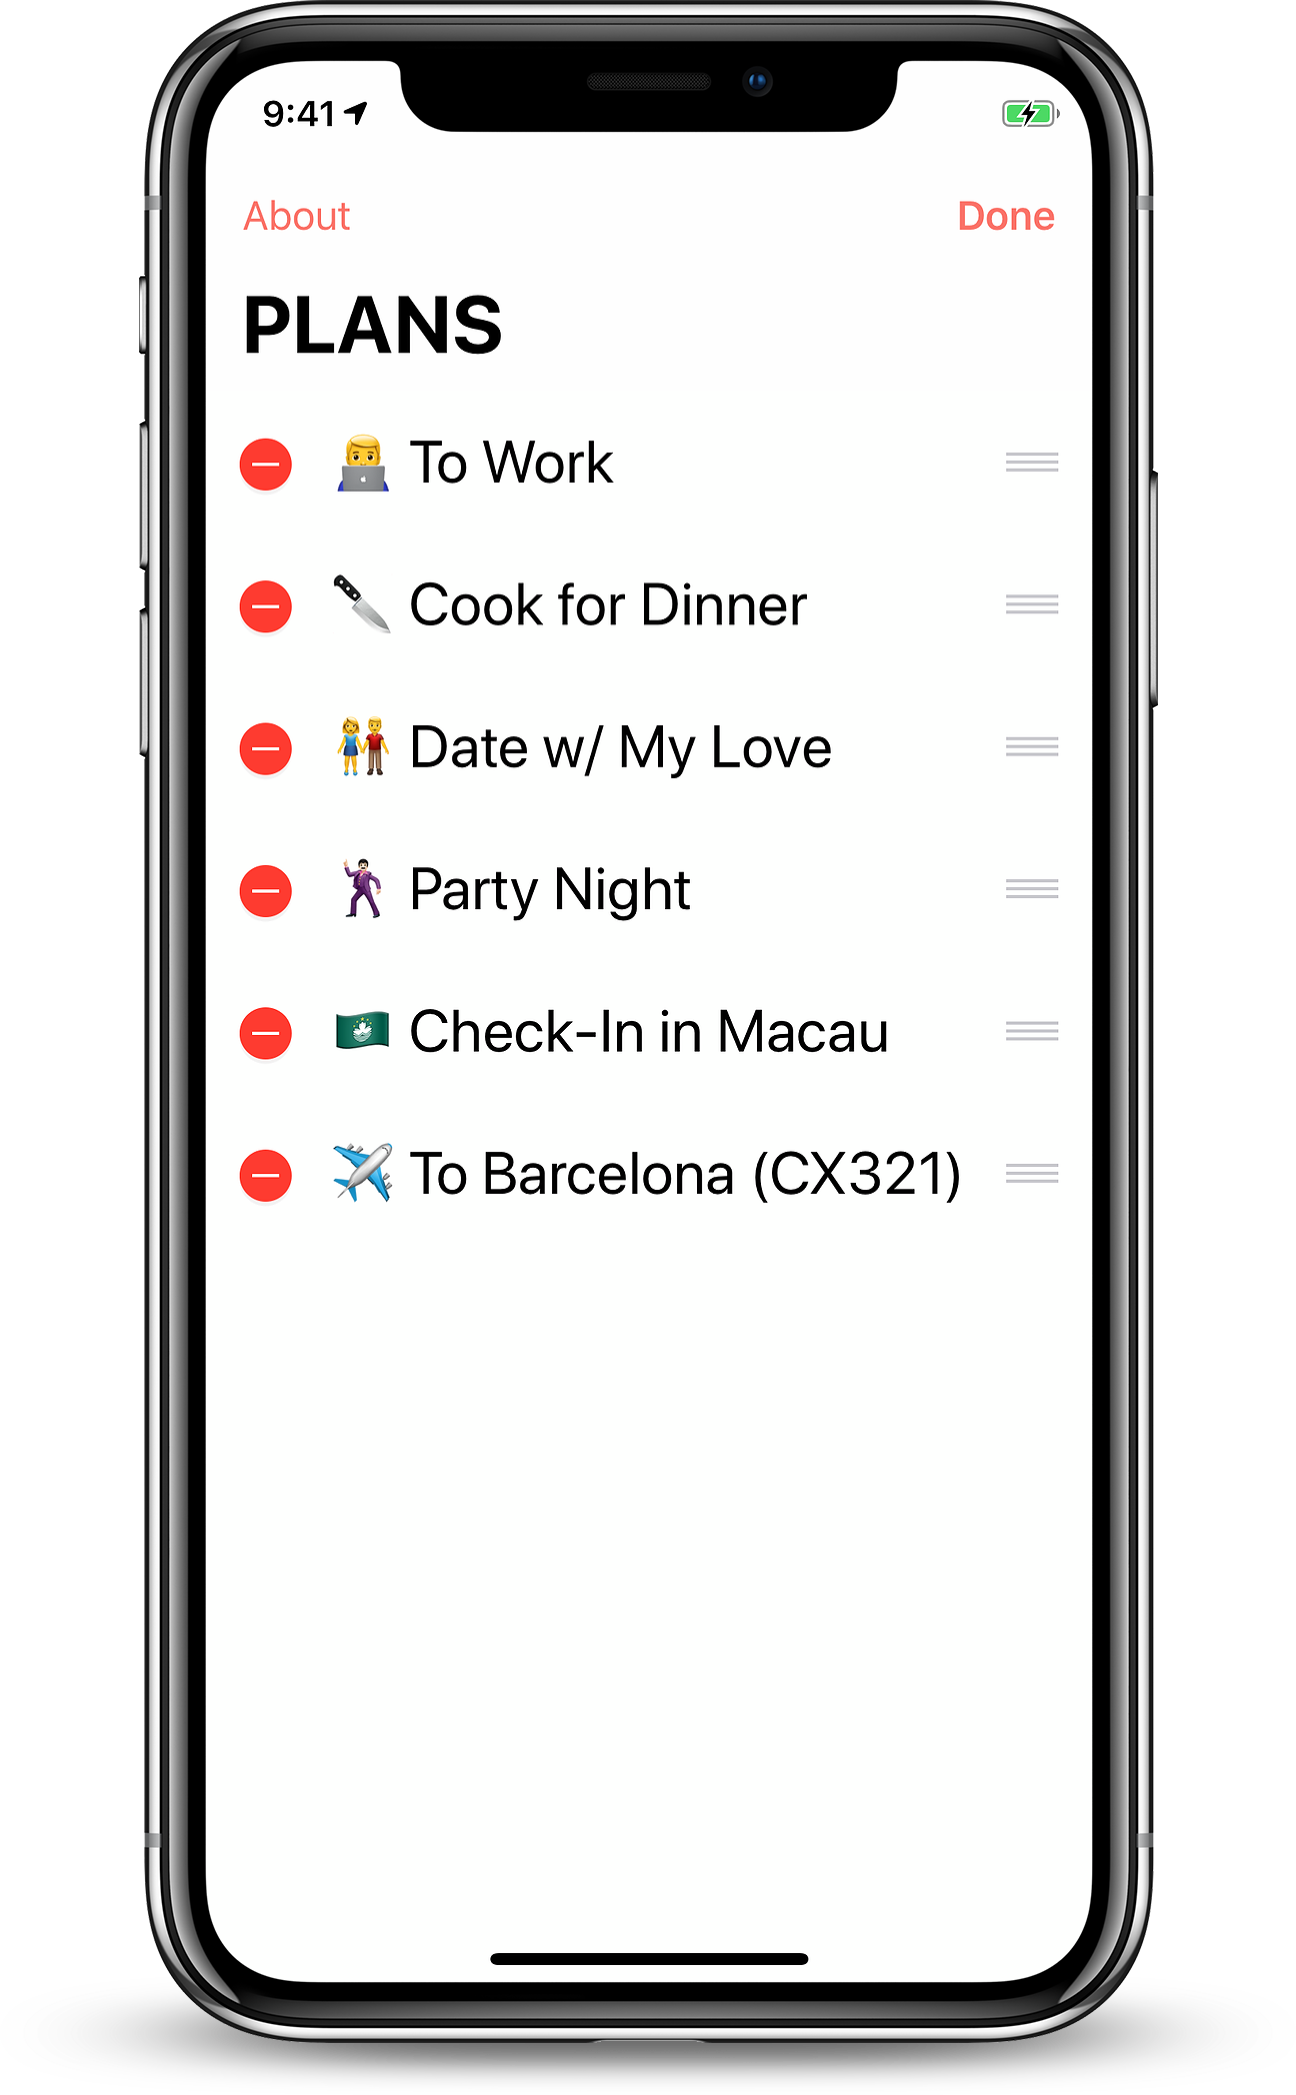 9:41
About
Done
PLANS
👨‍💻 To Work
🔪 Cook for Dinner
👫 Date w/ My Love
🕺 Party Night
🇲🇴 Check-In in Macau
✈️ To Barcelona (CX321)